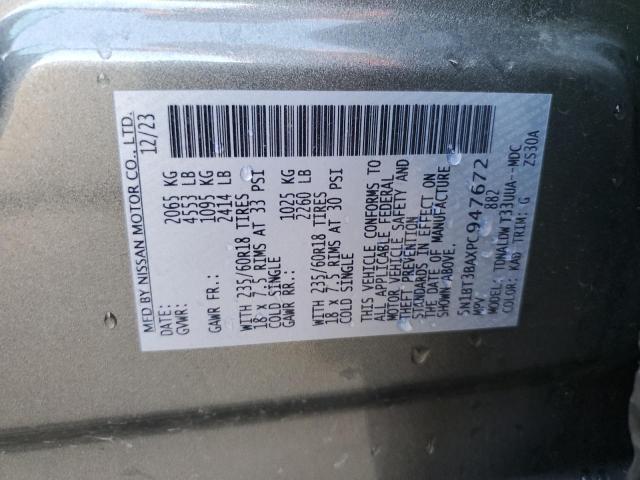 MFD BY NISSAN MOTOR CO., LTD.
DATE: 12/23
GVWR: 2065 KG
4553 LB
GAWR FR.: 1095 KG
2414 LB
WITH 235/60R18 TIRES
18 x 7.5 RIMS AT 33 PSI
COLD SINGLE
GAWR RR.: 1025 KG
2260 LB
WITH 235/60R18 TIRES
18 x 7.5 RIMS AT 30 PSI
COLD SINGLE
THIS VEHICLE CONFORMS TO
ALL APPLICABLE FEDERAL
MOTOR VEHICLE SAFETY AND
THEFT PREVENTION
STANDARDS IN EFFECT ON
THE DATE OF MANUFACTURE
SHOWN ABOVE.
5N1BT3BAXPC947672
MPV 882
MODEL: TDNALDW T33UUA--MDC
COLOR: KAD TRIM: G ZS30A